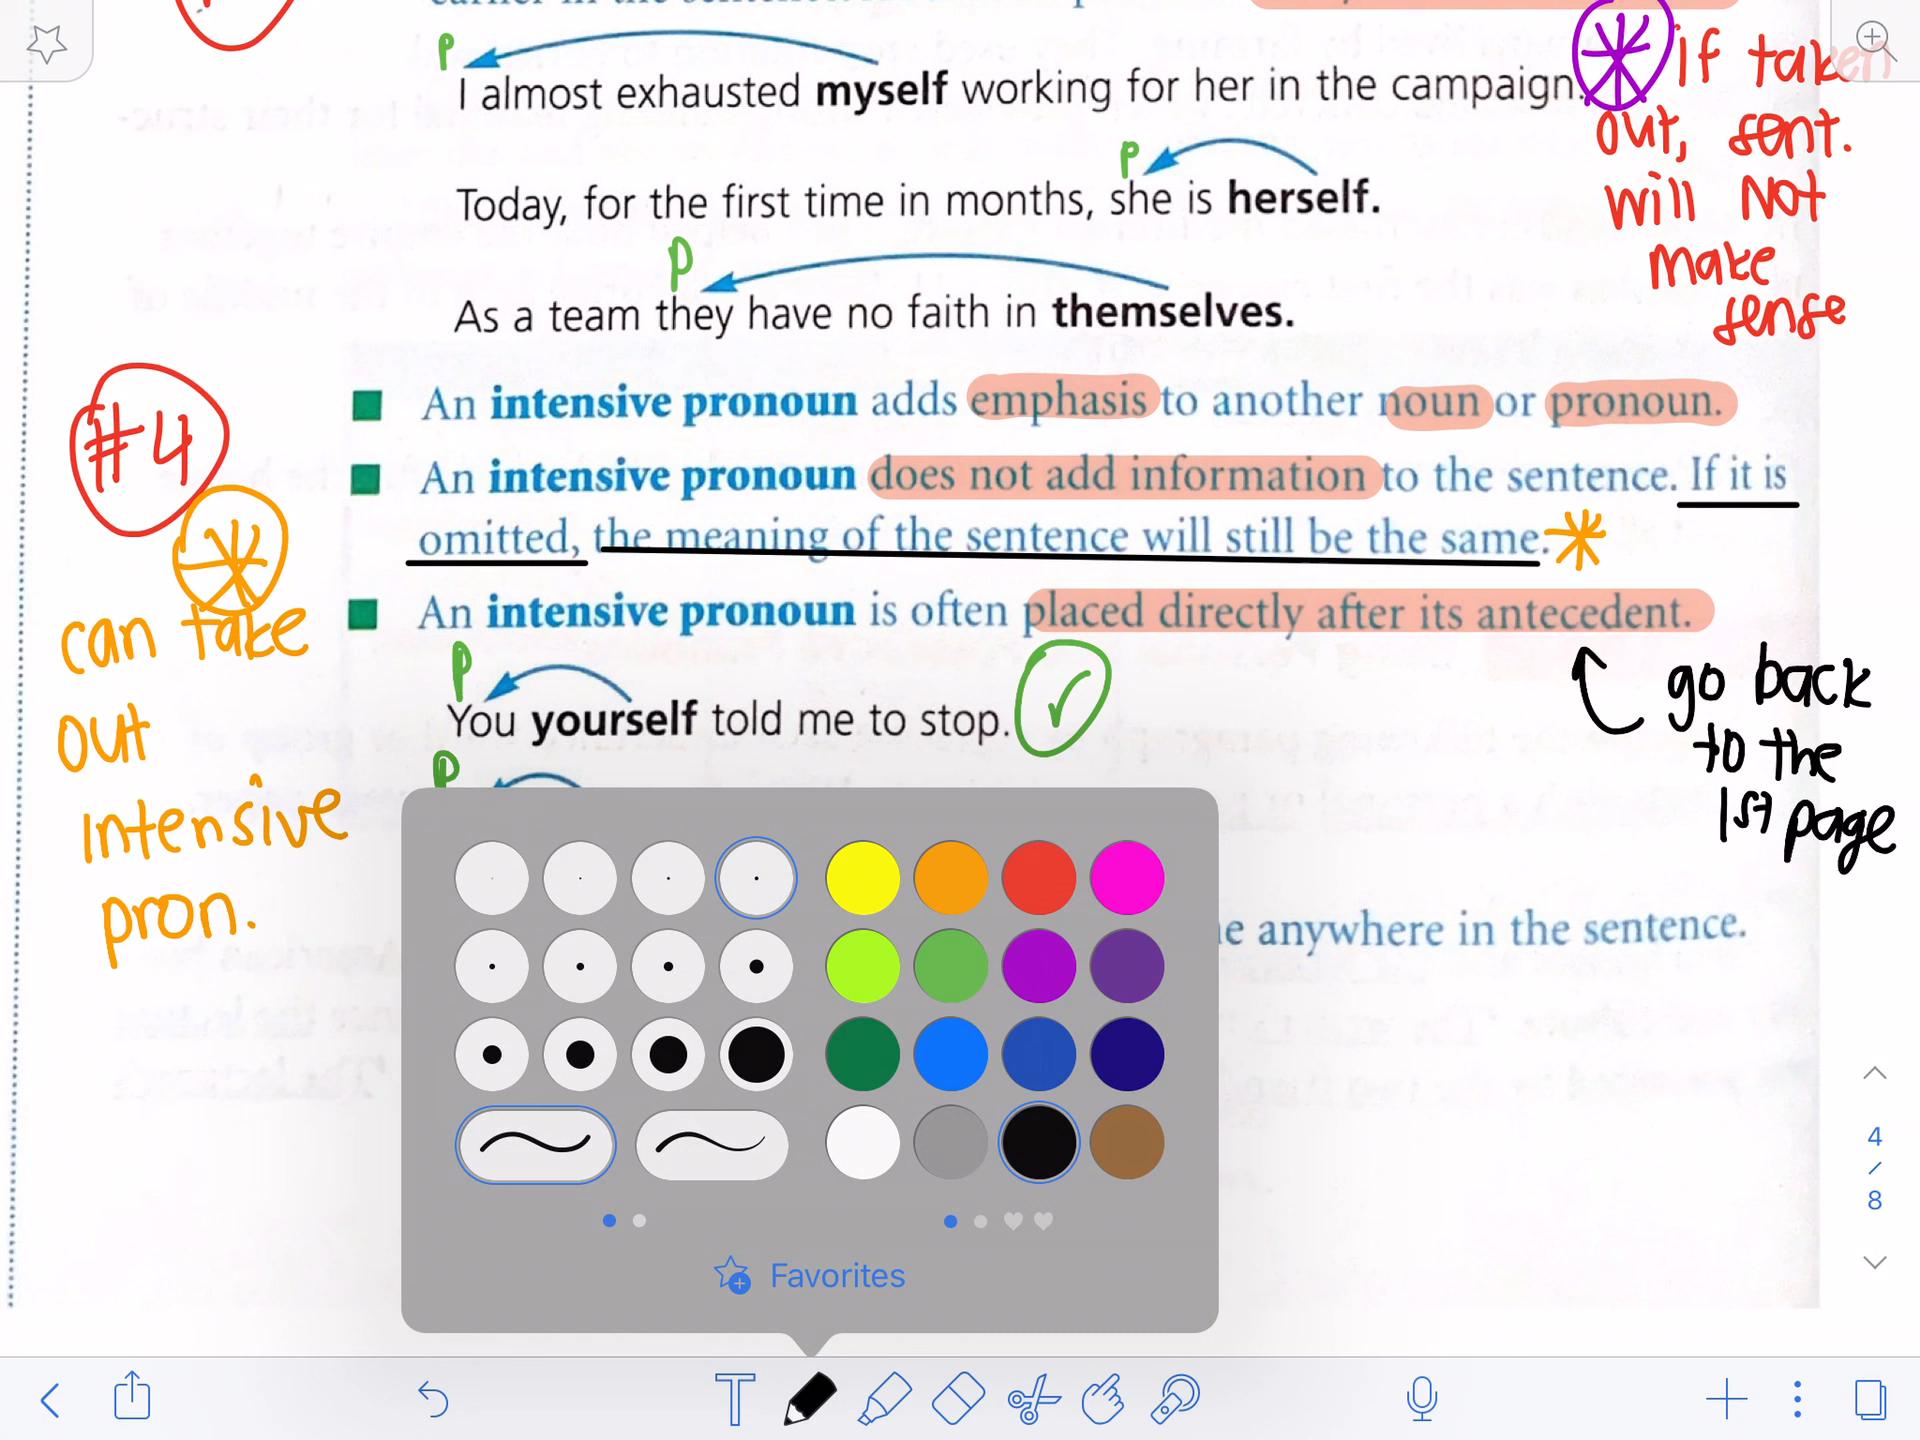 I almost exhausted myself working for her in the campaign.
If taken
out, sent.
will NOT
make
sense
P
P
Today, for the first time in months, she is herself.
P
As a team they have no faith in themselves.
#4
An intensive pronoun adds emphasis to another noun or pronoun.
An intensive pronoun does not add information to the sentence. If it is
omitted, the meaning of the sentence will still be the same.
An intensive pronoun is often placed directly after its antecedent.
can take
out
intensive
pron.
go back
to the
1st page
P
You yourself told me to stop.
P
anywhere in the sentence.
4
/
8
Favorites
T